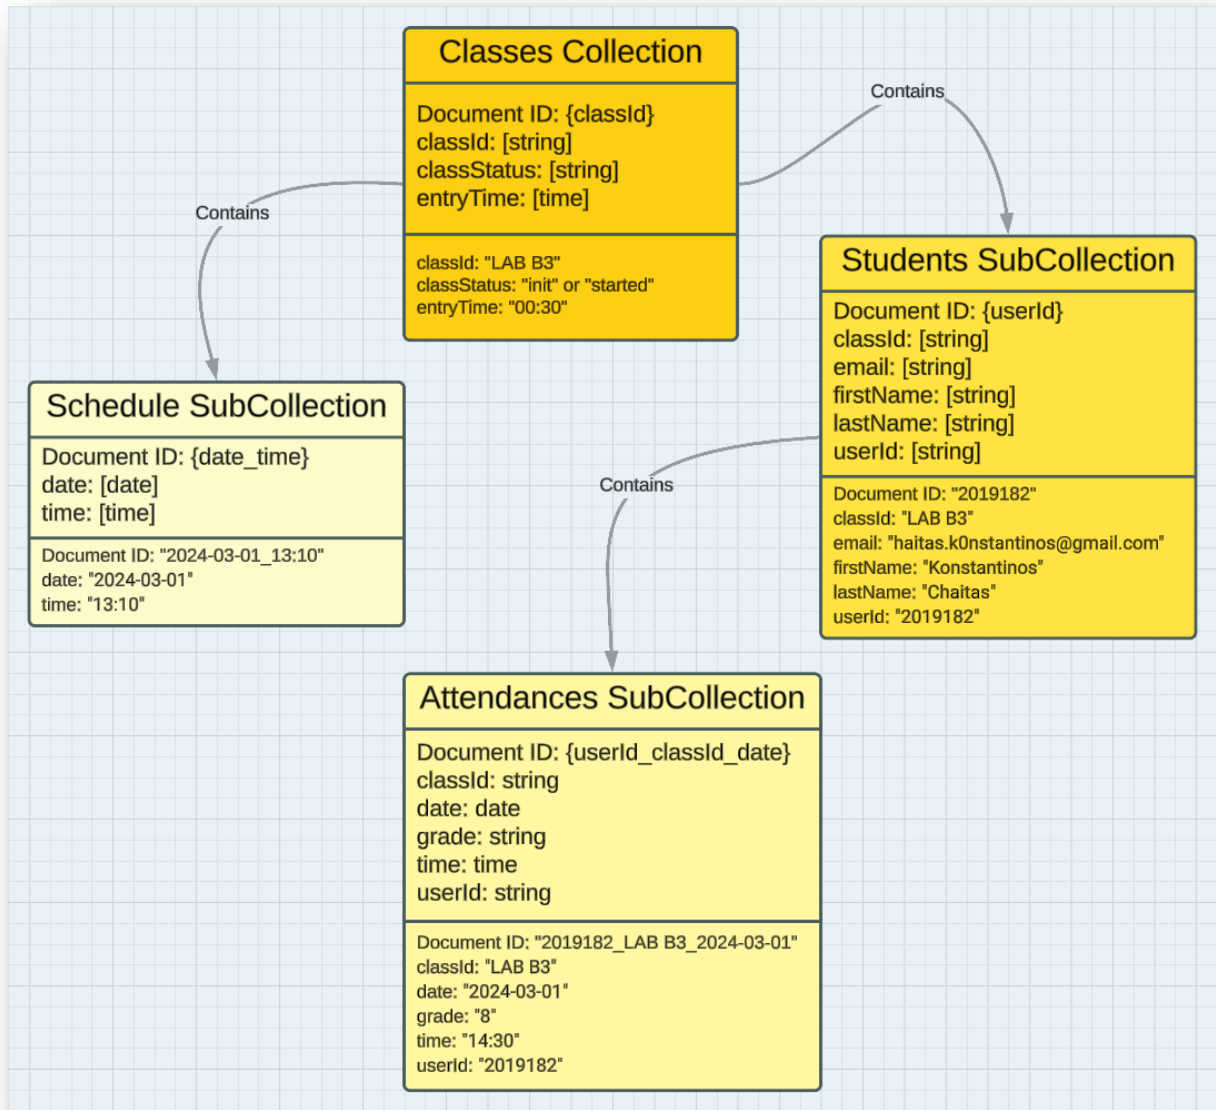 Classes Collection
Document ID: {classId}
classId: [string]
classStatus: [string]
entryTime: [time]
classId: "LAB B3"
classStatus: "init" or "started"
entryTime: "00:30"
Contains
Contains
Students SubCollection
Document ID: {userId}
classId: [string]
email: [string]
firstName: [string]
lastName: [string]
userId: [string]
Document ID: "2019182"
classId: "LAB B3"
email: "haitas.k0nstantinos@gmail.com"
firstName: "Konstantinos"
lastName: "Chaitas"
userId: "2019182"
Schedule SubCollection
Document ID: {date_time}
date: [date]
time: [time]
Document ID: "2024-03-01_13:10"
date: "2024-03-01"
time: "13:10"
Contains
Attendances SubCollection
Document ID: {userId_classId_date}
classId: string
date: date
grade: string
time: time
userId: string
Document ID: "2019182_LAB B3_2024-03-01"
classId: "LAB B3"
date: "2024-03-01"
grade: "8"
time: "14:30"
userId: "2019182"